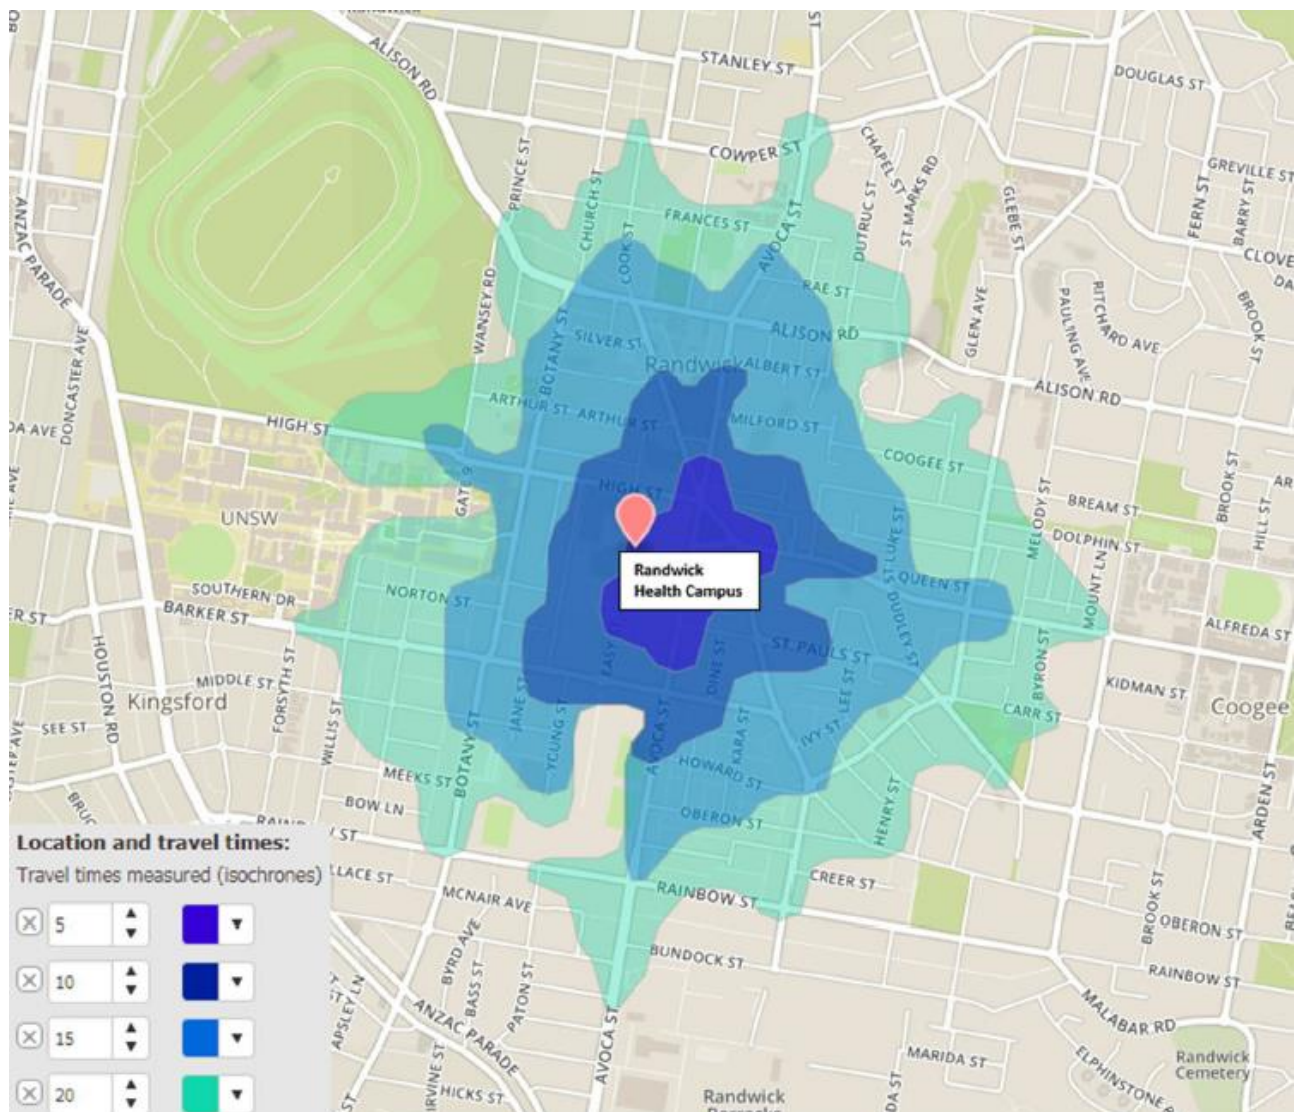 STANLEY ST
DOUGLAS ST
ALISON RD
COWPER ST
CHAPEL ST
ST MARKS RD
GREVILLE ST
PRINCE ST
CHURCH ST
FRANCES ST
AVOCA ST
DUTRUC ST
GLEBE ST
FERN ST
BARRY ST
ANZAC PARADE
COOK ST
RAE ST
CLOVE
DA
WANSEY RD
BOTANY ST
SILVER ST
Randwick
ALBERT ST
ALISON RD
GLEN AVE
PAULING AVE
RITCHARD AVE
BROOK ST
DONCASTER AVE
ALISON RD
DA AVE
HIGH ST
ARTHUR ST
ARTHUR ST
MILFORD ST
COOGEE ST
BREAM ST
AR
BROOK ST
HILL ST
GATE 9
HIGH ST
UNSW
MELODY ST
DOLPHIN ST
Randwick
Health Campus
ST LUKE ST
QUEEN ST
MOUNT LN
SOUTHERN DR
NORTON ST
DUDLEY ST
ER ST
BARKER ST
ALFREDA ST
HOUSTON RD
FORSYTH ST
EASY
DINE ST
ST PAULS ST
BYRON ST
MIDDLE ST
Kingsford
KIDMAN ST
Coogee
SEE ST
WILLIS ST
JANE ST
YOUNG ST
AVOCA ST
KARA ST
IVY ST
LEE ST
CARR ST
MEEKS ST
BOTANY ST
HOWARD ST
BOW LN
OBERON ST
HENRY ST
ARDEN ST
Location and travel times:
Travel times measured (isochrones)
5
10
15
20
LLACE ST
MCNAIR AVE
RAINBOW ST
CREER ST
BROOK ST
OBERON ST
BYRD AVE
BASS ST
PATON ST
BUNDOCK ST
RAINBOW ST
APSLEY LN
ANZAC PARADE
AVOCA ST
MALABAR RD
MARIDA ST
ELPHINSTONE
Randwick
Cemetery
IRVINE ST
HICKS ST
Randwick